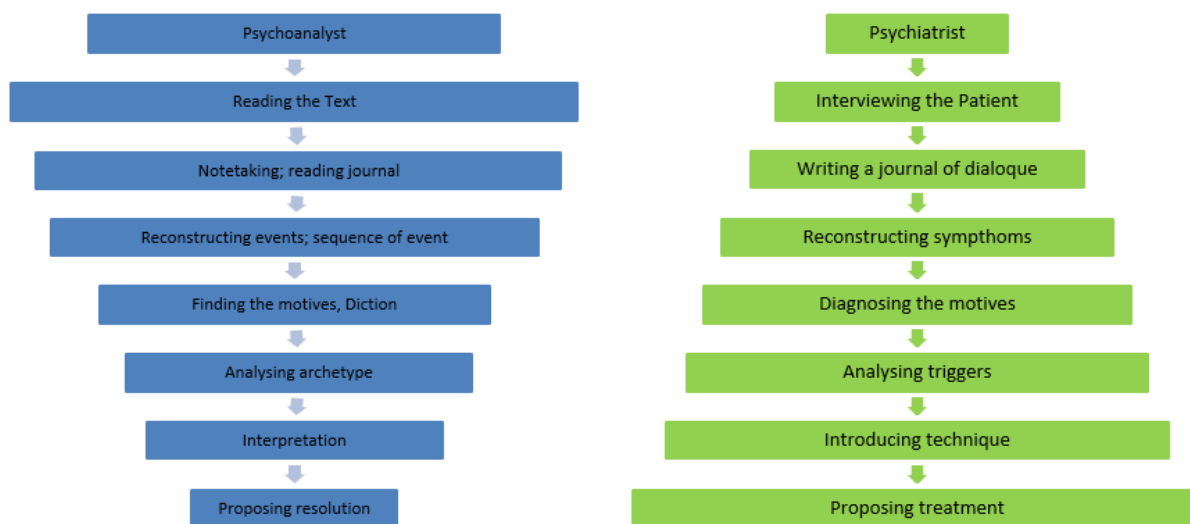 Psychoanalyst
Reading the Text
Notetaking; reading journal
Reconstructing events; sequence of event
Finding the motives, Diction
Analysing archetype
Interpretation
Proposing resolution
Psychiatrist
Interviewing the Patient
Writing a journal of dialoque
Reconstructing sympthoms
Diagnosing the motives
Analysing triggers
Introducing technique
Proposing treatment